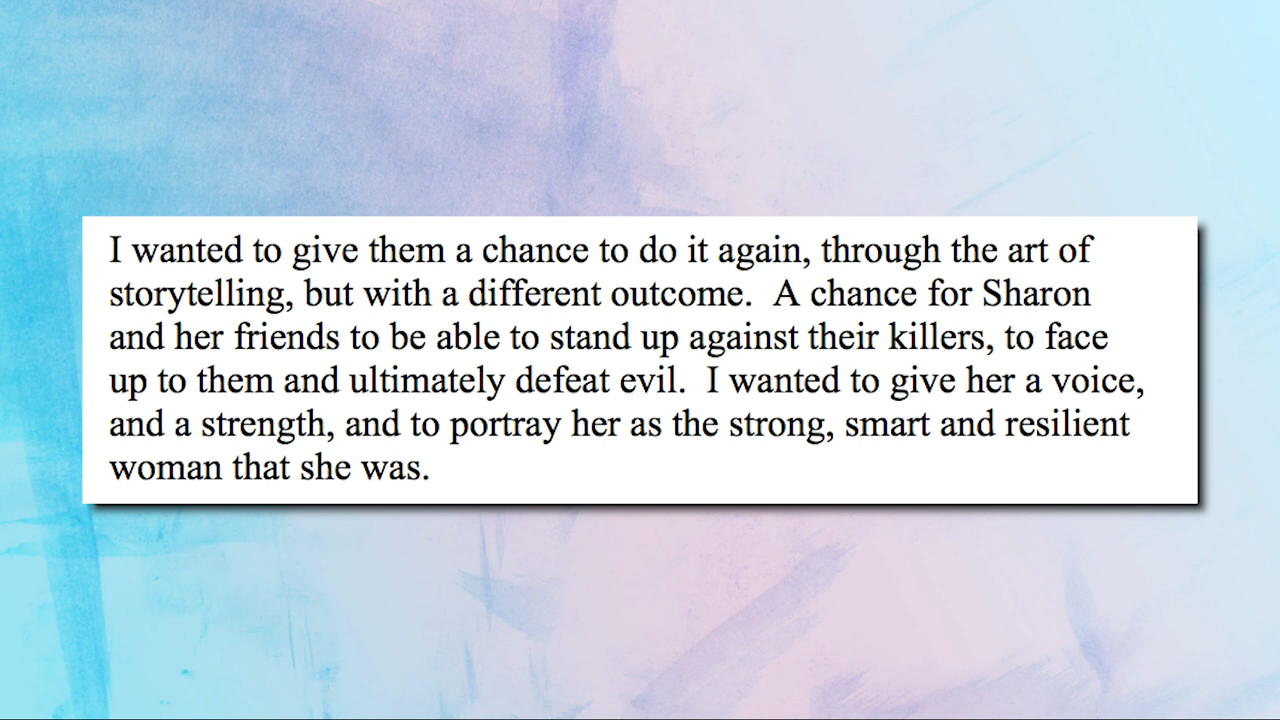 I wanted to give them a chance to do it again, through the art of
storytelling, but with a different outcome.  A chance for Sharon
and her friends to be able to stand up against their killers, to face
up to them and ultimately defeat evil.  I wanted to give her a voice,
and a strength, and to portray her as the strong, smart and resilient
woman that she was.